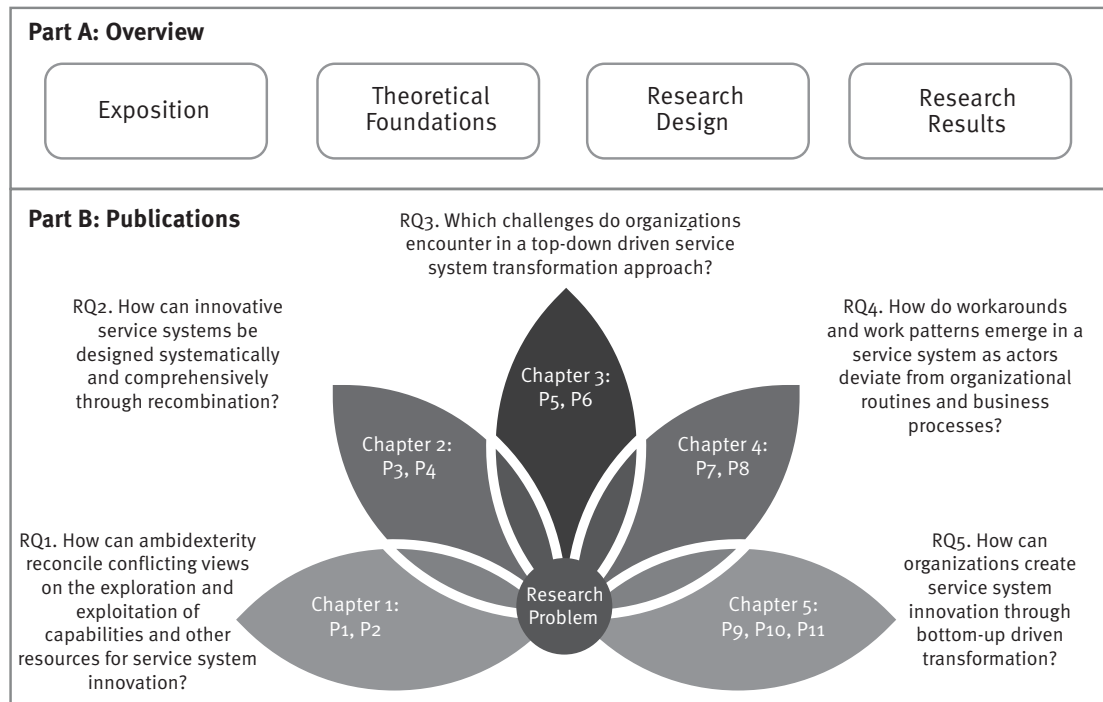 Part A: Overview
Exposition
Theoretical
Foundations
Research
Design
Research
Results
Part B: Publications
RQ3. Which challenges do organizations
encounter in a top-down driven service
system transformation approach?
RQ2. How can innovative
service systems be
designed systematically
and comprehensively
through recombination?
RQ4. How do workarounds
and work patterns emerge in a
service system as actors
deviate from organizational
routines and business
processes?
Chapter 3:
P5, P6
Chapter 2:
P3, P4
Chapter 4:
P7, P8
RQ1. How can ambidexterity
reconcile conflicting views
on the exploration and
exploitation of
capabilities and other
resources for service system
innovation?
Chapter 1:
P1, P2
Research
Problem
Chapter 5:
P9, P10, P11
RQ5. How can
organizations create
service system
innovation through
bottom-up driven
transformation?